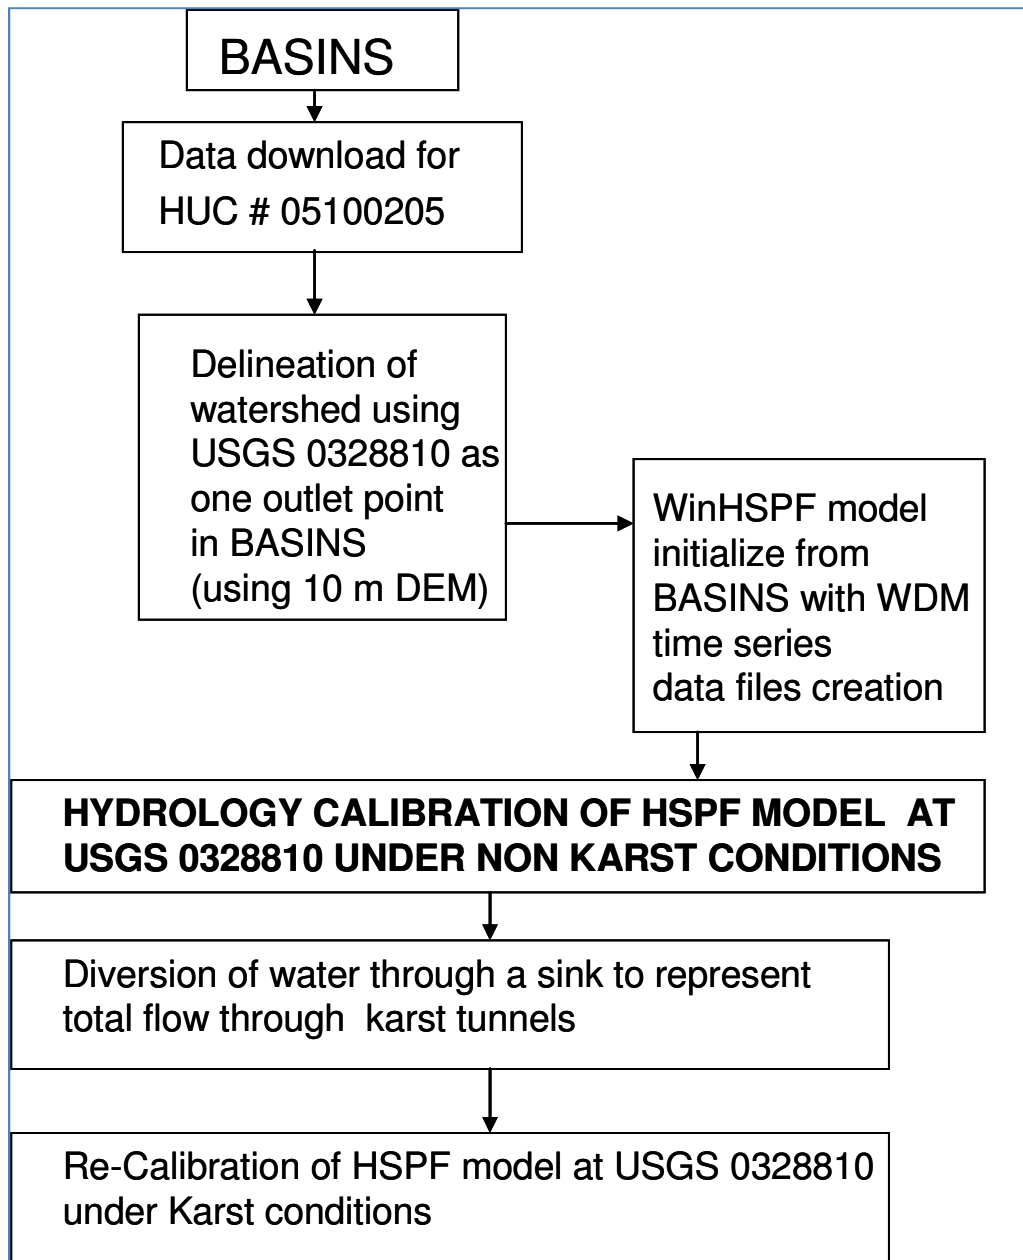 BASINS
Data download for
HUC # 05100205
Delineation of
watershed using
USGS 0328810 as
one outlet point
in BASINS
(using 10 m DEM)
WinHSPF model
initialize from
BASINS with WDM
time series
data files creation
HYDROLOGY CALIBRATION OF HSPF MODEL  AT
USGS 0328810 UNDER NON KARST CONDITIONS
Diversion of water through a sink to represent
total flow through  karst tunnels
Re-Calibration of HSPF model at USGS 0328810
under Karst conditions